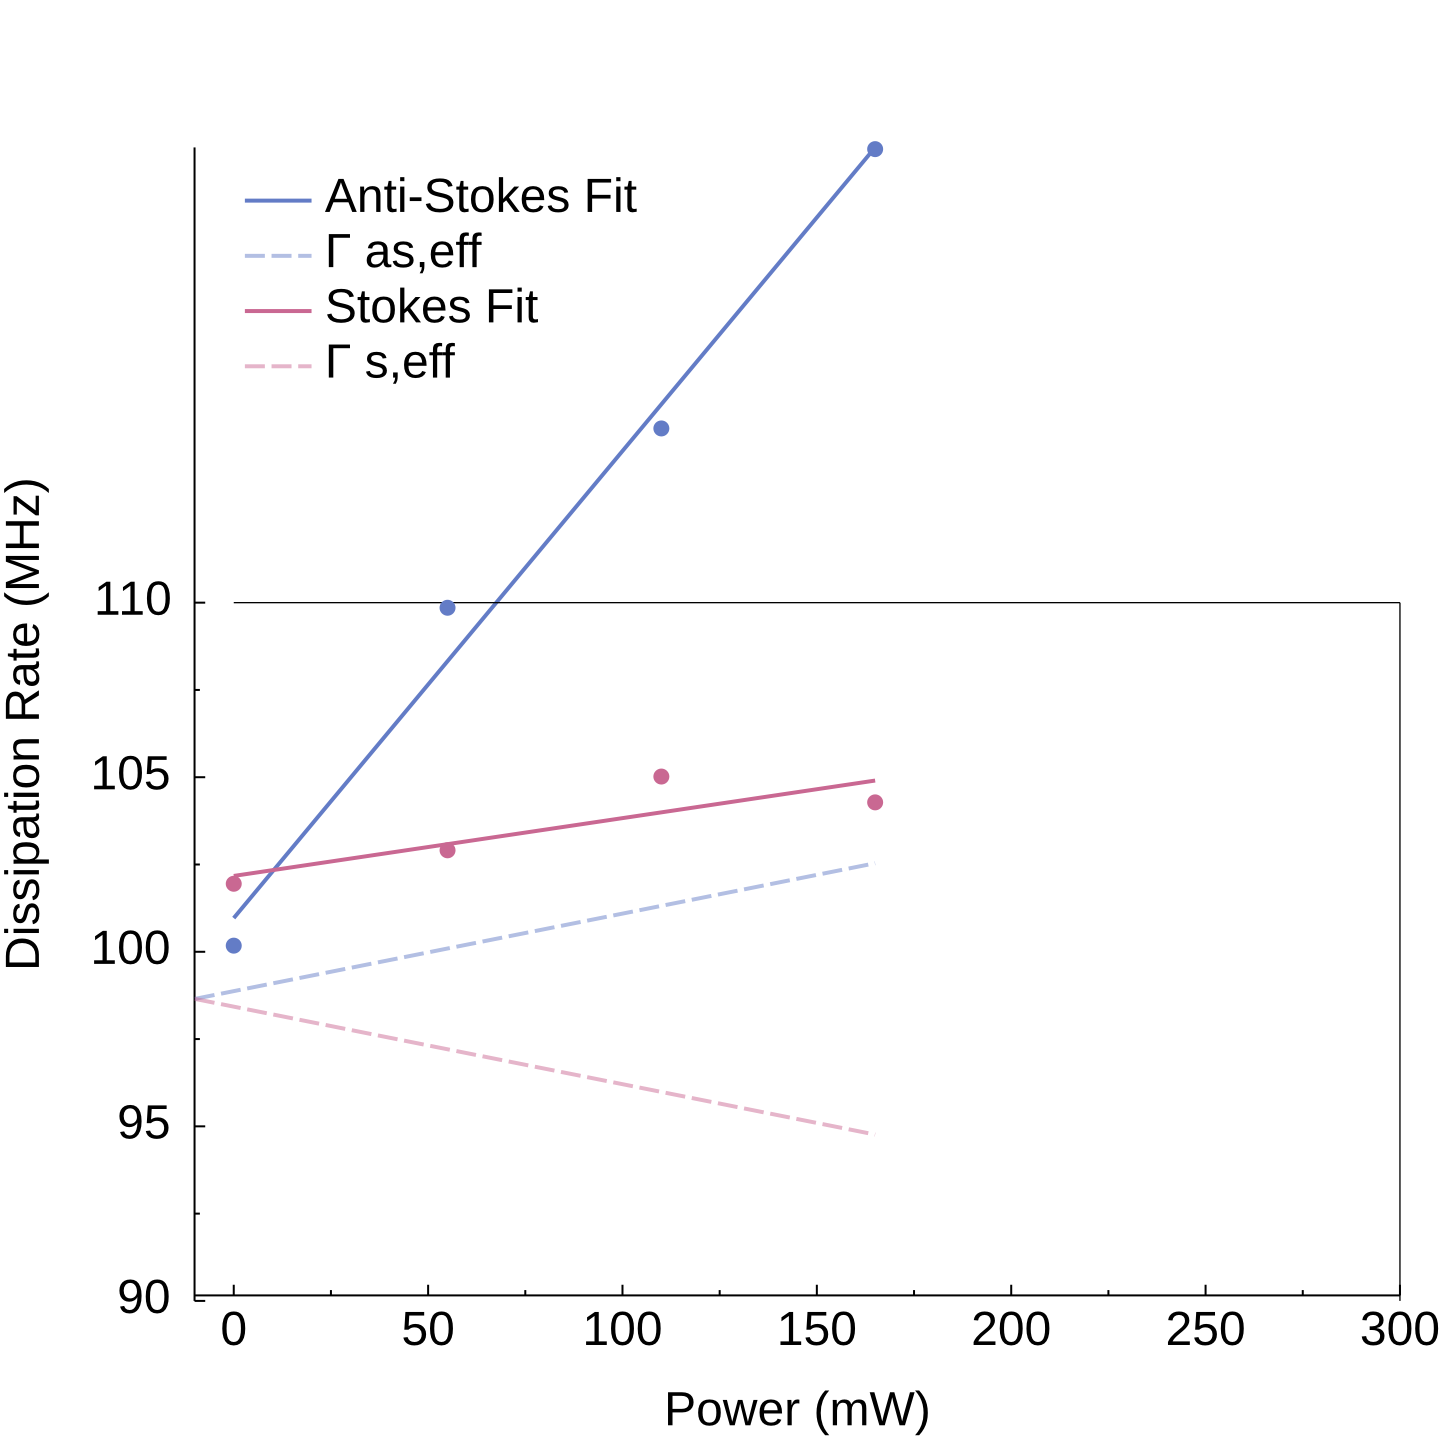 Anti-Stokes Fit
Γ as,eff
Stokes Fit
Γ s,eff
Dissipation Rate (MHz)
110
105
100
95
90
0 50 100 150 200 250 300
Power (mW)